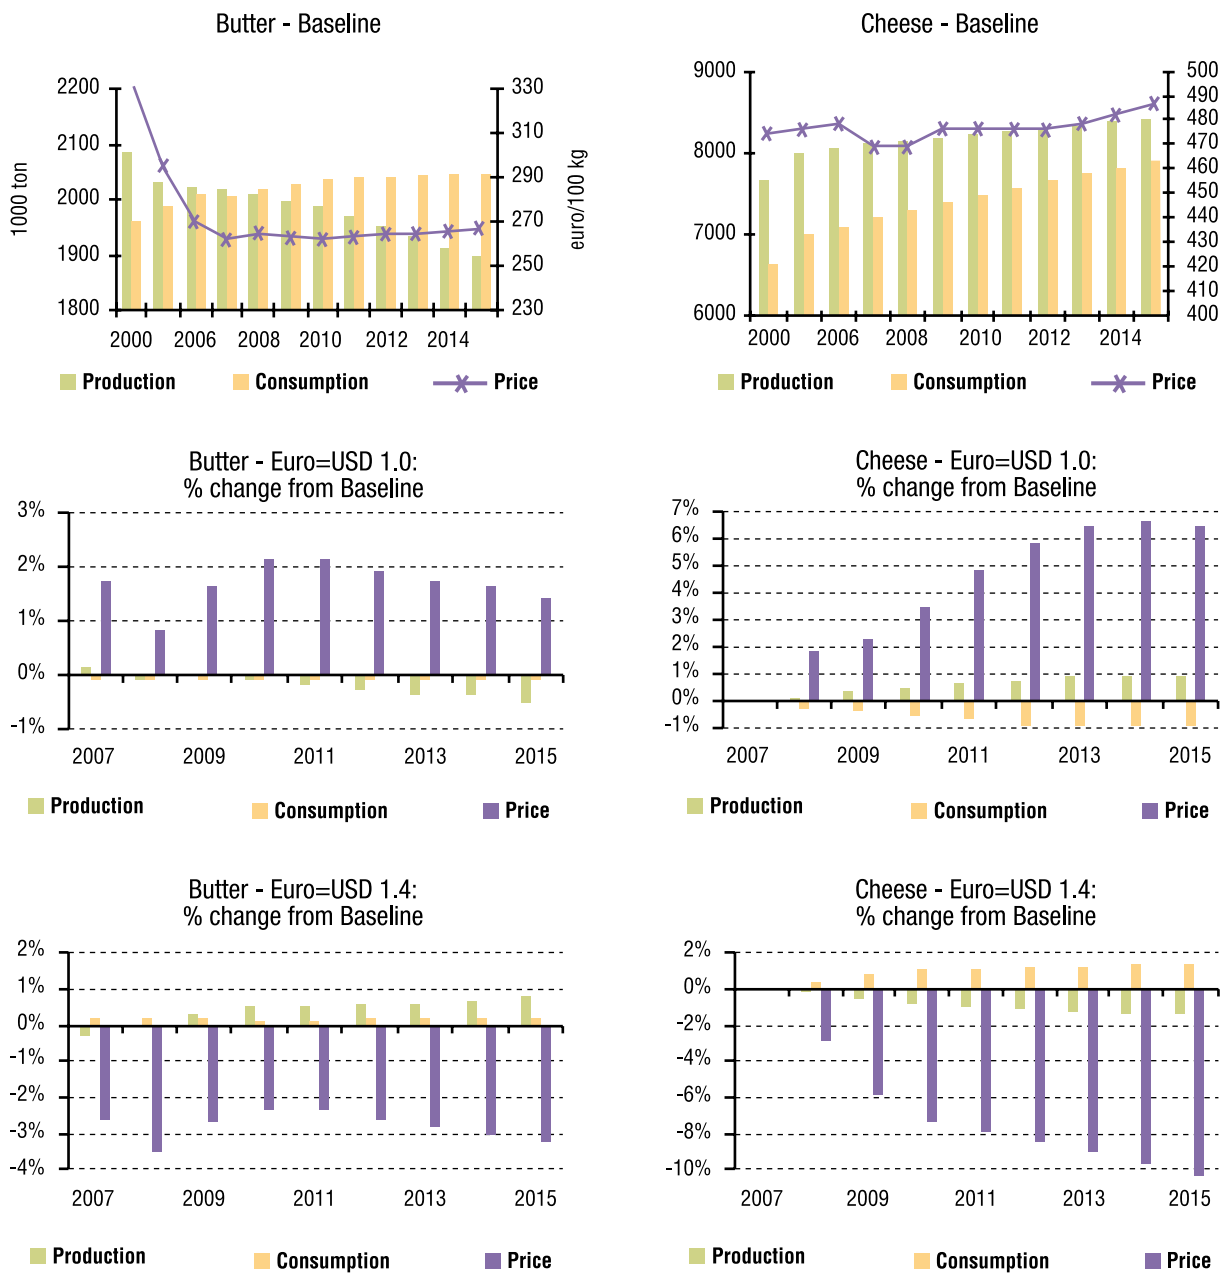 Butter - Baseline
2200
2100
2000
1900
1800
1000 ton
330
310
290
270
250
230
euro/100 kg
2000 2006 2008 2010 2012 2014
Production Consumption Price
Cheese - Baseline
9000
8000
7000
6000
500
490
480
470
460
450
440
430
420
410
400
2000 2006 2008 2010 2012 2014
Production Consumption Price
Butter - Euro=USD 1.0:
% change from Baseline
3%
2%
1%
0%
-1%
2007 2009 2011 2013 2015
Production Consumption Price
Cheese - Euro=USD 1.0:
% change from Baseline
7%
6%
5%
4%
3%
2%
1%
0%
-1%
2007 2009 2011 2013 2015
Production Consumption Price
Butter - Euro=USD 1.4:
% change from Baseline
2%
1%
0%
-1%
-2%
-3%
-4%
2007 2009 2011 2013 2015
Production Consumption Price
Cheese - Euro=USD 1.4:
% change from Baseline
2%
0%
-2%
-4%
-6%
-8%
-10%
2007 2009 2011 2013 2015
Production Consumption Price